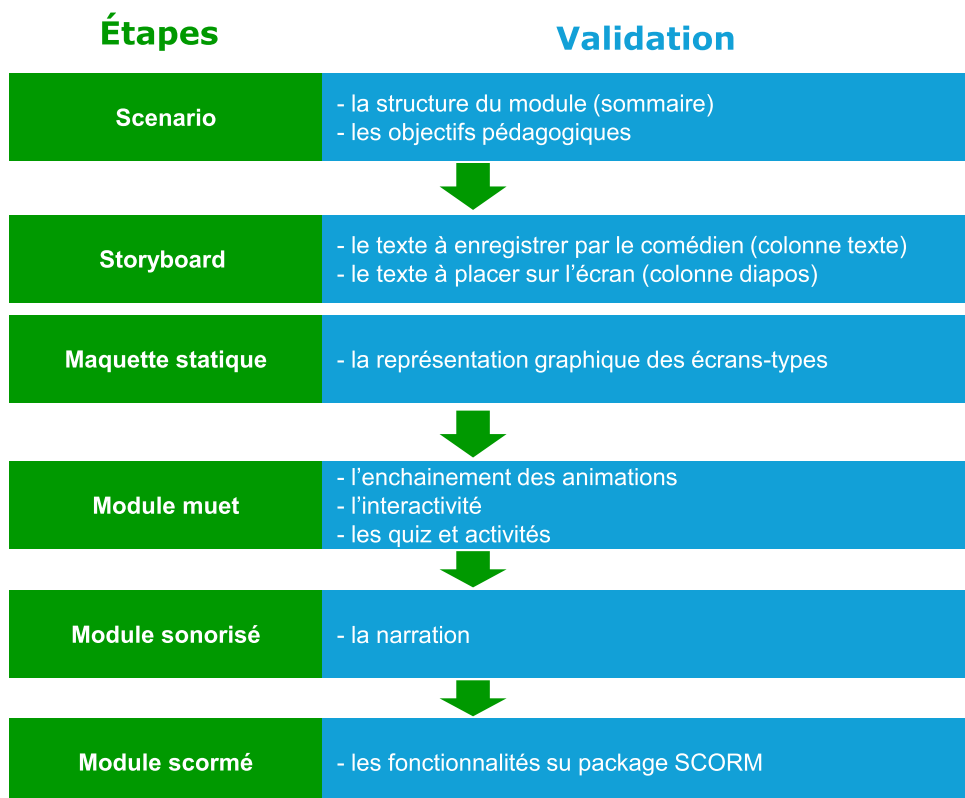 Étapes
Validation
Scenario
- la structure du module (sommaire)
- les objectifs pédagogiques
Storyboard
- le texte à enregistrer par le comédien (colonne texte)
- le texte à placer sur l’écran (colonne diapos)
Maquette statique
- la représentation graphique des écrans-types
Module muet
- l’enchainement des animations
- l’interactivité
- les quiz et activités
Module sonorisé
- la narration
Module scormé
- les fonctionnalités su package SCORM